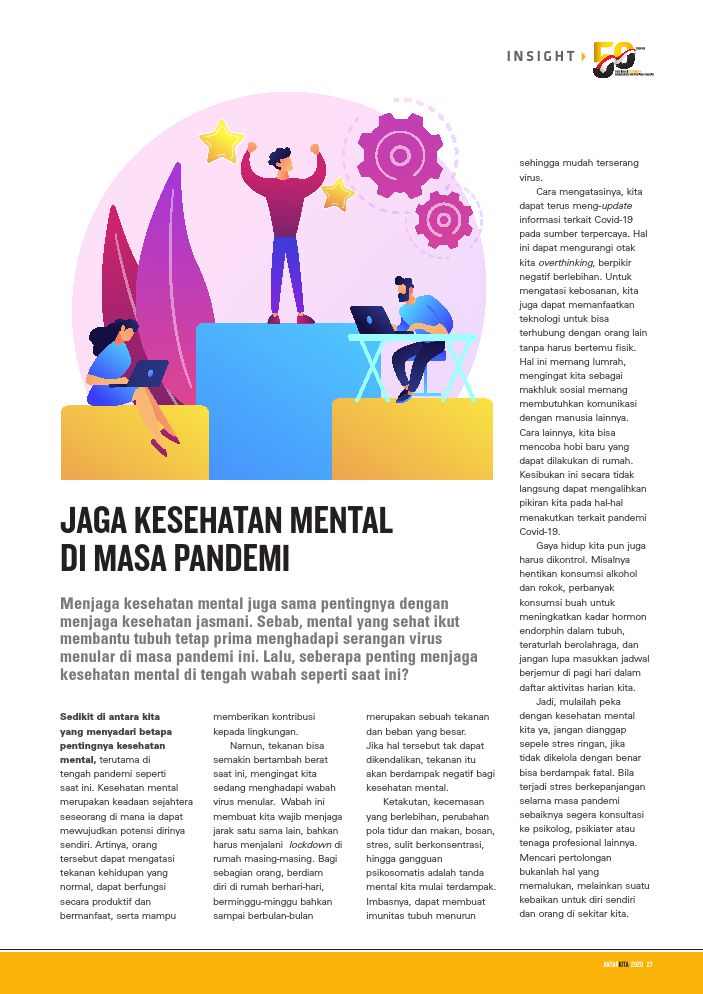 INSIGHT
50
JAGA KESEHATAN MENTAL
DI MASA PANDEMI
Menjaga kesehatan mental juga sama pentingnya dengan
menjaga kesehatan jasmani. Sebab, mental yang sehat ikut
membantu tubuh tetap prima menghadapi serangan virus
menular di masa pandemi ini. Lalu, seberapa penting menjaga
kesehatan mental di tengah wabah seperti saat ini?
Sedikit di antara kita
yang menyadari betapa
pentingnya kesehatan
mental, terutama di
tengah pandemi seperti
saat ini. Kesehatan mental
merupakan keadaan sejahtera
seseorang di mana ia dapat
mewujudkan potensi dirinya
sendiri. Artinya, orang
tersebut dapat mengatasi
tekanan kehidupan yang
normal, dapat berfungsi
secara produktif dan
bermanfaat, serta mampu
memberikan kontribusi
kepada lingkungan.
Namun, tekanan bisa
semakin bertambah berat
saat ini, mengingat kita
sedang menghadapi wabah
virus menular. Wabah ini
membuat kita wajib menjaga
jarak satu sama lain, bahkan
harus menjalani lockdown di
rumah masing-masing. Bagi
sebagian orang, berdiam
diri di rumah berhari-hari,
berminggu-minggu bahkan
sampai berbulan-bulan
merupakan sebuah tekanan
dan beban yang besar.
Jika hal tersebut tak dapat
dikendalikan, tekanan itu
akan berdampak negatif bagi
kesehatan mental.
Ketakutan, kecemasan
yang berlebihan, perubahan
pola tidur dan makan, bosan,
stres, sulit berkonsentrasi,
hingga gangguan
psikosomatis adalah tanda
mental kita mulai terdampak.
Imbasnya, dapat membuat
imunitas tubuh menurun
sehingga mudah terserang
virus.
Cara mengatasinya, kita
dapat terus meng-update
informasi terkait Covid-19
pada sumber terpercaya. Hal
ini dapat mengurangi otak
kita overthinking, berpikir
negatif berlebihan. Untuk
mengatasi kebosanan, kita
juga dapat memanfaatkan
teknologi untuk bisa
terhubung dengan orang lain
tanpa harus bertemu fisik.
Hal ini memang lumrah,
mengingat kita sebagai
makhluk sosial memang
membutuhkan komunikasi
dengan manusia lainnya.
Cara lainnya, kita bisa
mencoba hobi baru yang
dapat dilakukan di rumah.
Kesibukan ini secara tidak
langsung dapat mengalihkan
pikiran kita pada hal-hal
menakutkan terkait pandemi
Covid-19.
Gaya hidup kita pun juga
harus dikontrol. Misalnya
hentikan konsumsi alkohol
dan rokok, perbanyak
konsumsi buah untuk
meningkatkan kadar hormon
endorphin dalam tubuh,
teraturlah berolahraga, dan
jangan lupa masukkan jadwal
berjemur di pagi hari dalam
daftar aktivitas harian kita.
Jadi, mulailah peka
dengan kesehatan mental
kita ya, jangan dianggap
sepele stres ringan, jika
tidak dikelola dengan benar
bisa berdampak fatal. Bila
terjadi stres berkepanjangan
selama masa pandemi
sebaiknya segera konsultasi
ke psikolog, psikiater atau
tenaga profesional lainnya.
Mencari pertolongan
bukanlah hal yang
memalukan, melainkan suatu
kebaikan untuk diri sendiri
dan orang di sekitar kita.
ANTARKITA 2020 27